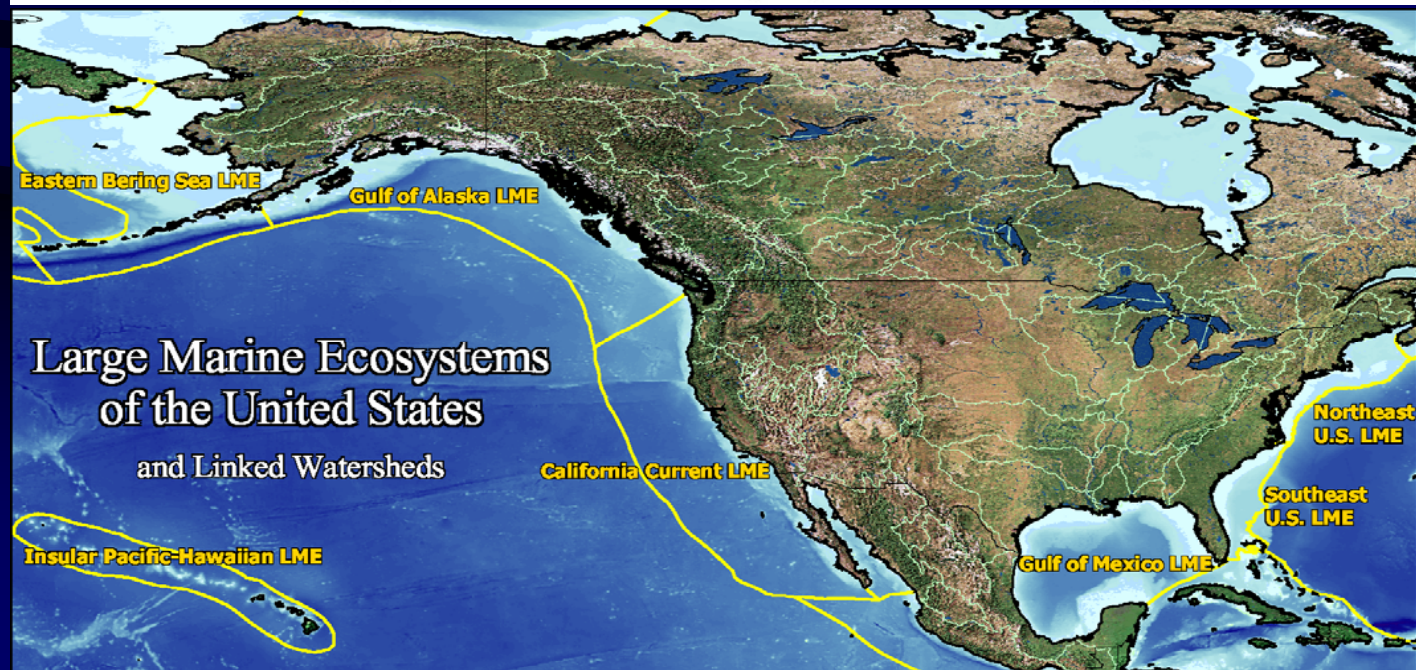 Eastern Bering Sea LME
Gulf of Alaska LME
Large Marine Ecosystems
of the United States
and Linked Watersheds
California Current LME
Insular Pacific-Hawaiian LME
Northeast
U.S. LME
Southeast
U.S. LME
Gulf of Mexico LME